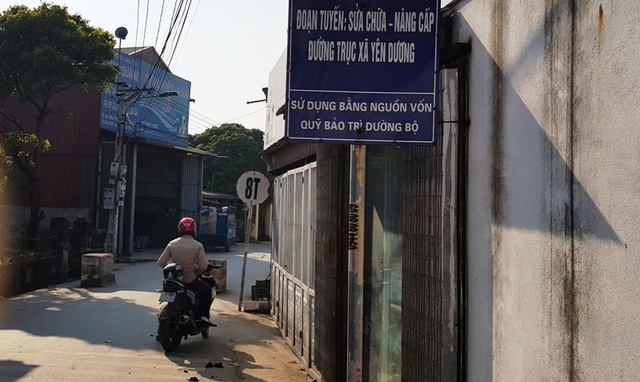 ĐOẠN TUYẾN: SỬA CHỮA - NÂNG CẤP
ĐƯỜNG TRỤC XÃ YÊN DƯƠNG
SỬ DỤNG BẰNG NGUỒN VỐN
QUỸ BẢO TRÌ ĐƯỜNG BỘ
8T